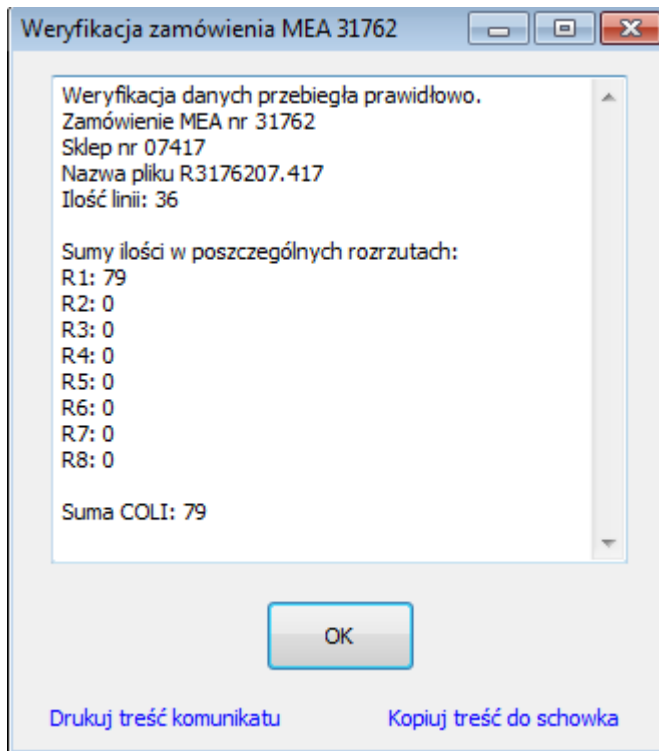 Weryfikacja zamówienia MEA 31762
Weryfikacja danych przebiegła prawidłowo.
Zamówienie MEA nr 31762
Sklep nr 07417
Nazwa pliku R3176207.417
Ilość linii: 36
Sumy ilości w poszczególnych rozrzutach:
R1: 79
R2: 0
R3: 0
R4: 0
R5: 0
R6: 0
R7: 0
R8: 0
Suma COLI: 79
OK
Drukuj treść komunikatu
Kopiuj treść do schowka